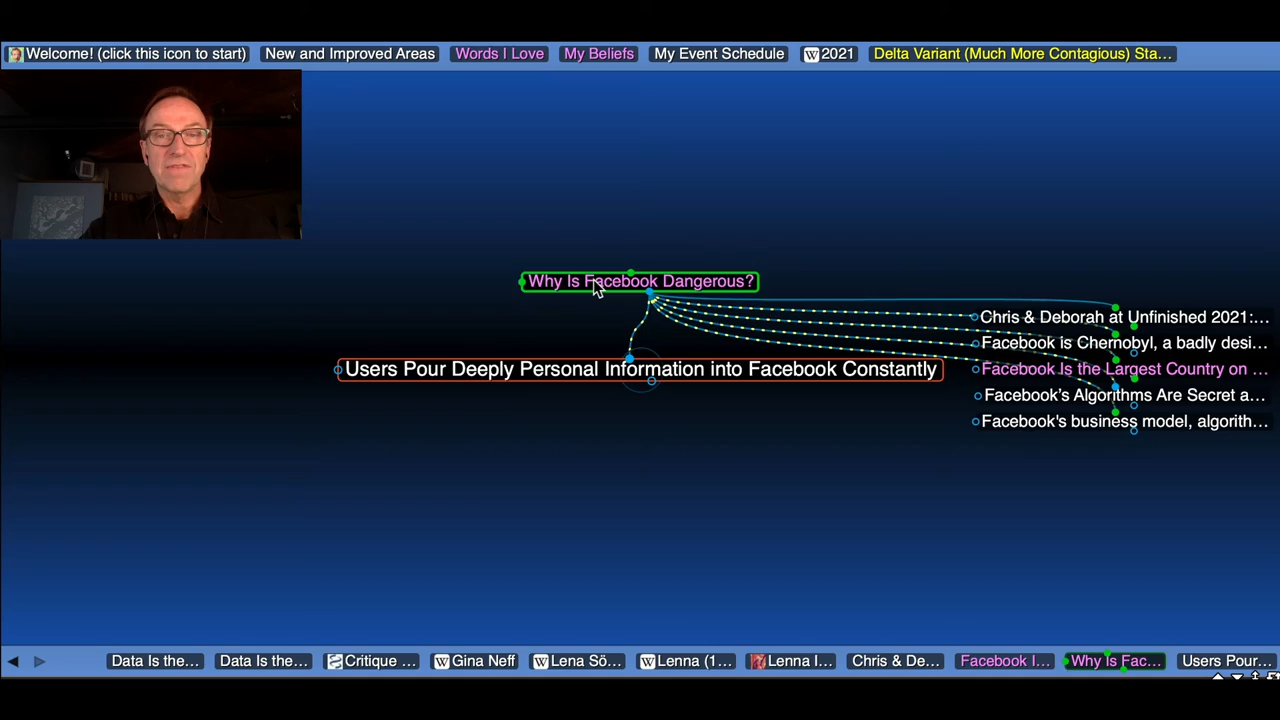 Welcome! (click this icon to start) New and Improved Areas Words I Love My Beliefs My Event Schedule W 2021 Delta Variant (Much More Contagious) Sta...
Why Is Facebook Dangerous?
Chris & Deborah at Unfinished 2021:...
Facebook is Chernobyl, a badly desi...
Users Pour Deeply Personal Information into Facebook Constantly
Facebook Is the Largest Country on ...
Facebook's Algorithms Are Secret a...
Facebook's business model, algorith...
Data Is the... Data Is the... Critique ... W Gina Neff W Lena Sö... W Lenna (1... Lenna I... Chris & De... Facebook I... Why Is Fac... Users Pour...